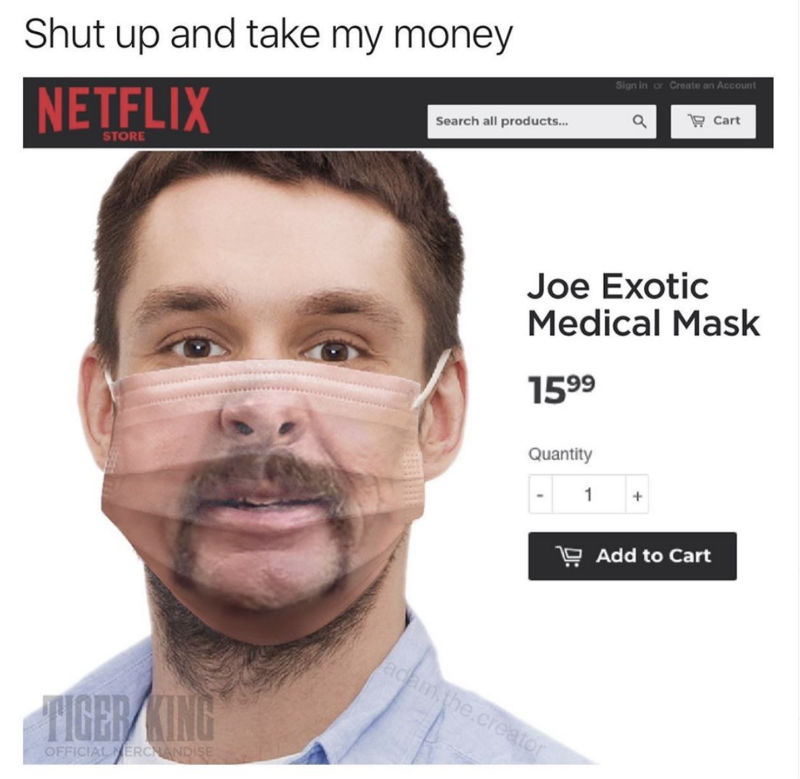 Shut up and take my money
Sign in or Create an Account
NETFLIX
STORE
Search all products...
Cart
Joe Exotic
Medical Mask
15⁹⁹
Quantity
- 1 +
Add to Cart
adam.the.creator
TIGER KING
OFFICIAL MERCHANDISE